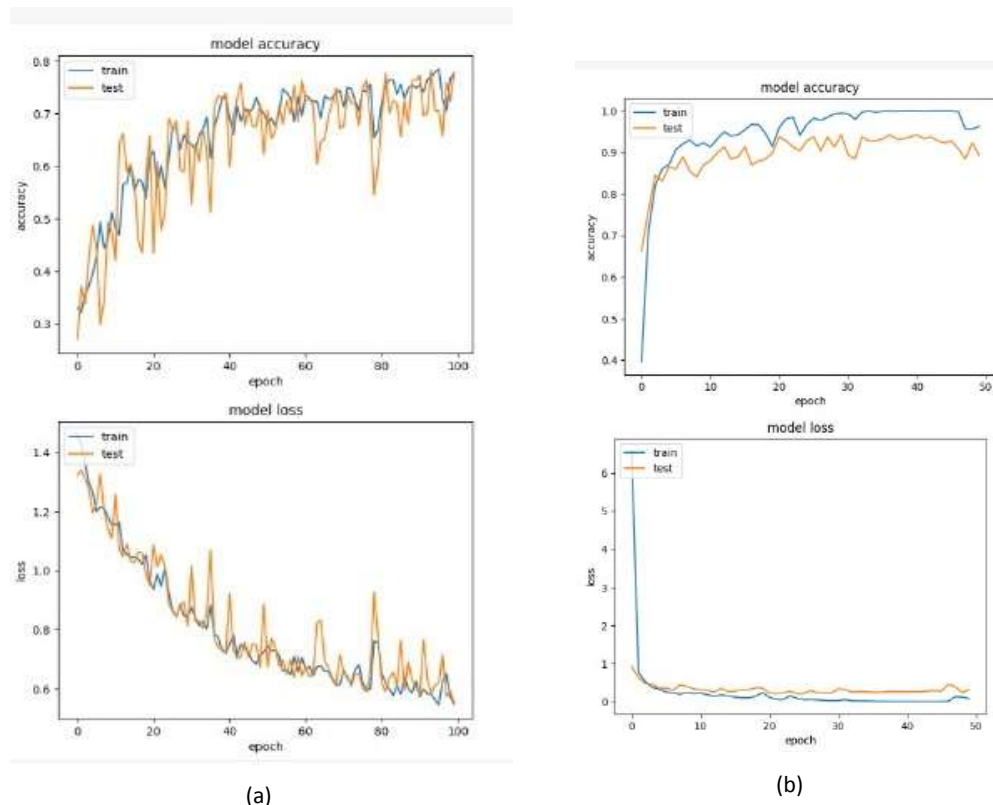 model accuracy
train
test
0.8
0.7
0.6
0.5
0.4
0.3
accuracy
0 20 40 60 80 100
epoch
model loss
train
test
1.4
1.2
1.0
0.8
0.6
loss
0 20 40 60 80 100
epoch
(a)
model accuracy
train
test
1.0
0.9
0.8
0.7
0.6
0.5
0.4
accuracy
0 10 20 30 40 50
epoch
model loss
train
test
6
5
4
3
2
1
0
loss
0 10 20 30 40 50
epoch
(b)